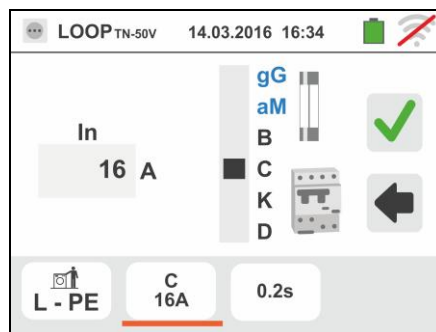 LOOP TN-50V 14.03.2016 16:34
gG
aM
In
B
16 A
C
K
D
L - PE
C
16A
0.2s